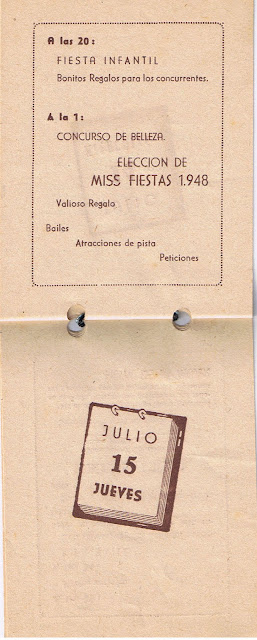 A las 20:
FIESTA INFANTIL
Bonitos Regalos para los concurrentes.
A la 1:
CONCURSO DE BELLEZA.
ELECCION DE
MISS FIESTAS 1.948
Valioso Regalo
Bailes
Atracciones de pista
Peticiones
JULIO
15
JUEVES